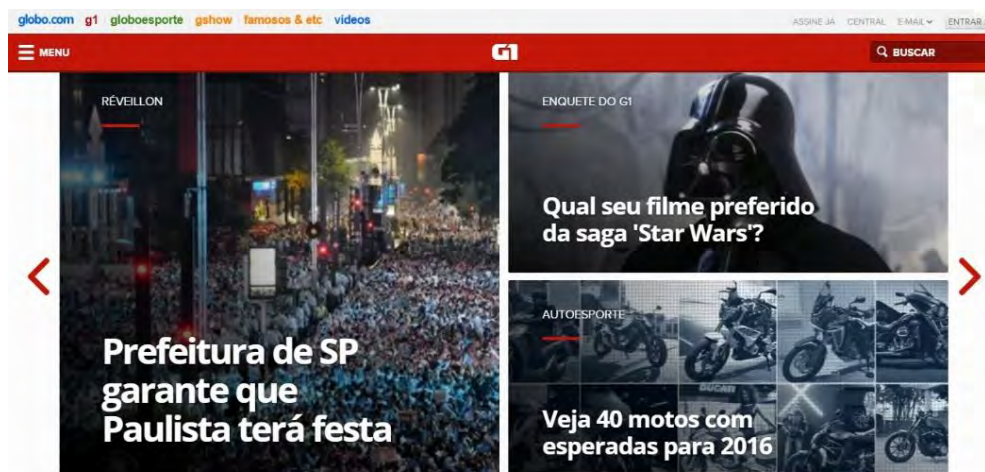 globo.com g1 globoesporte gshow famosos & etc vídeos
ASSINE JÁ CENTRAL E-MAIL ENTRAR
MENU G1 BUSCAR
RÉVEILLON
Prefeitura de SP
garante que
Paulista terá festa
ENQUETE DO G1
Qual seu filme preferido
da saga 'Star Wars'?
AUTOESPORTE
DUCATI
Veja 40 motos com
esperadas para 2016